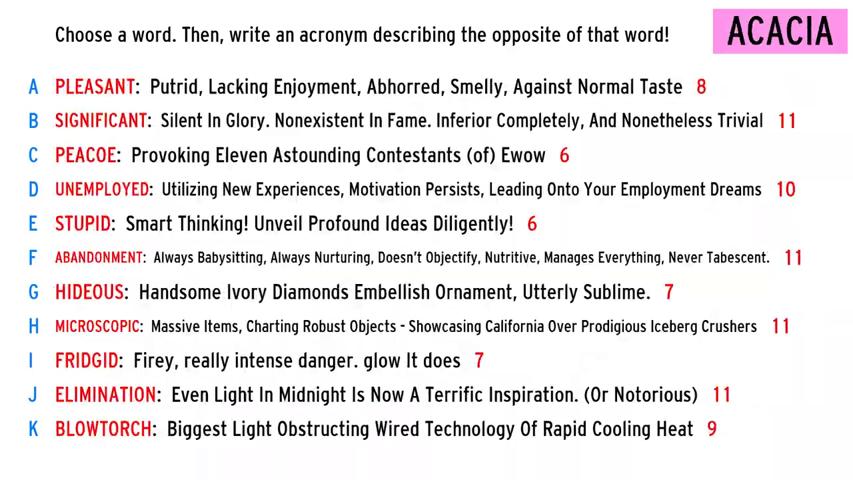 Choose a word. Then, write an acronym describing the opposite of that word!
ACACIA
A PLEASANT: Putrid, Lacking Enjoyment, Abhorred, Smelly, Against Normal Taste 8
B SIGNIFICANT: Silent In Glory. Nonexistent In Fame. Inferior Completely, And Nonetheless Trivial 11
C PEACOE: Provoking Eleven Astounding Contestants (of) Ewow 6
D UNEMPLOYED: Utilizing New Experiences, Motivation Persists, Leading Onto Your Employment Dreams 10
E STUPID: Smart Thinking! Unveil Profound Ideas Diligently! 6
F ABANDONMENT: Always Babysitting, Always Nurturing, Doesn't Objectify, Nutritive, Manages Everything, Never Tabescent. 11
G HIDEOUS: Handsome Ivory Diamonds Embellish Ornament, Utterly Sublime. 7
H MICROSCOPIC: Massive Items, Charting Robust Objects - Showcasing California Over Prodigious Iceberg Crushers 11
I FRIDGID: Firey, really intense danger. glow It does 7
J ELIMINATION: Even Light In Midnight Is Now A Terrific Inspiration. (Or Notorious) 11
K BLOWTORCH: Biggest Light Obstructing Wired Technology Of Rapid Cooling Heat 9